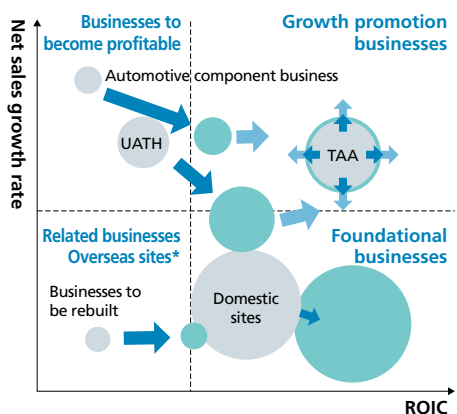 Net sales growth rate
Businesses to
become profitable
Growth promotion
businesses
Automotive component business
UATH
TAA
Related businesses
Overseas sites*
Foundational
businesses
Businesses to
be rebuilt
Domestic
sites
ROIC